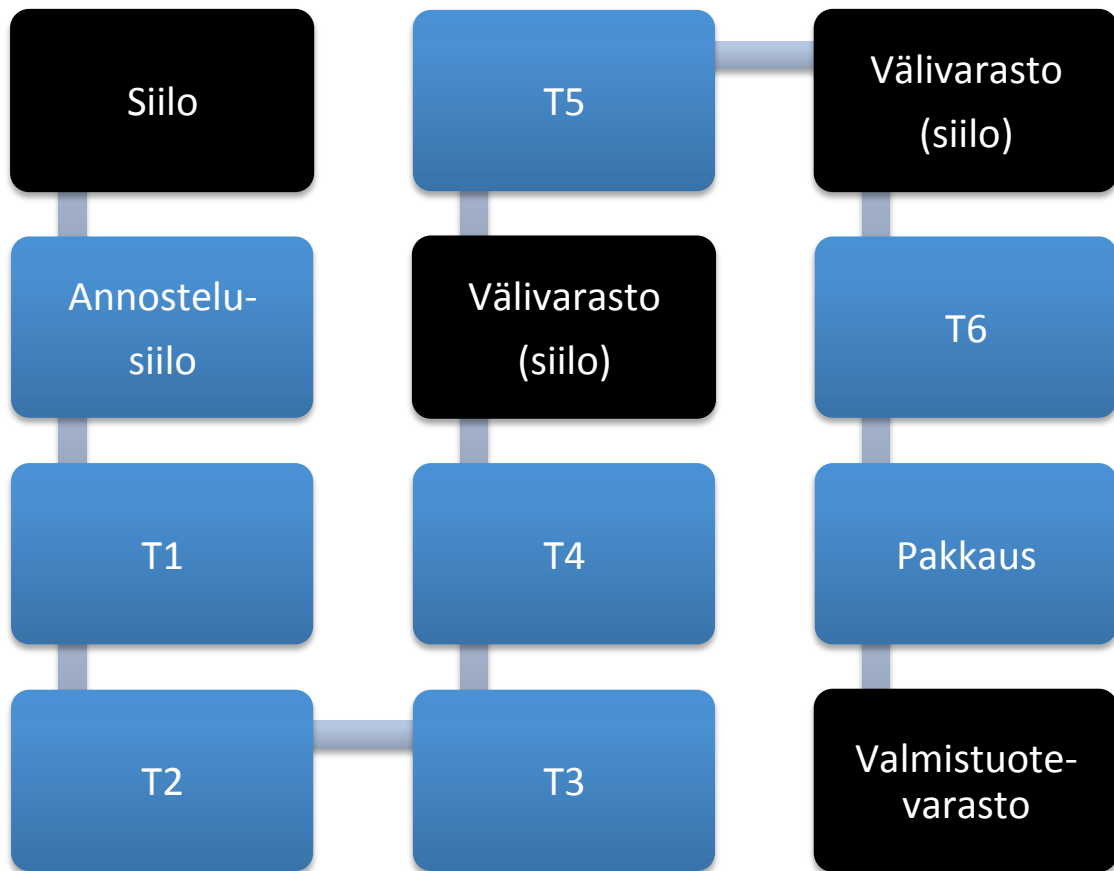 Siilo
Annostelu-
siilo
T1
T2
T3
T4
Välivarasto
(siilo)
T5
Välivarasto
(siilo)
T6
Pakkaus
Valmistuote-
varasto